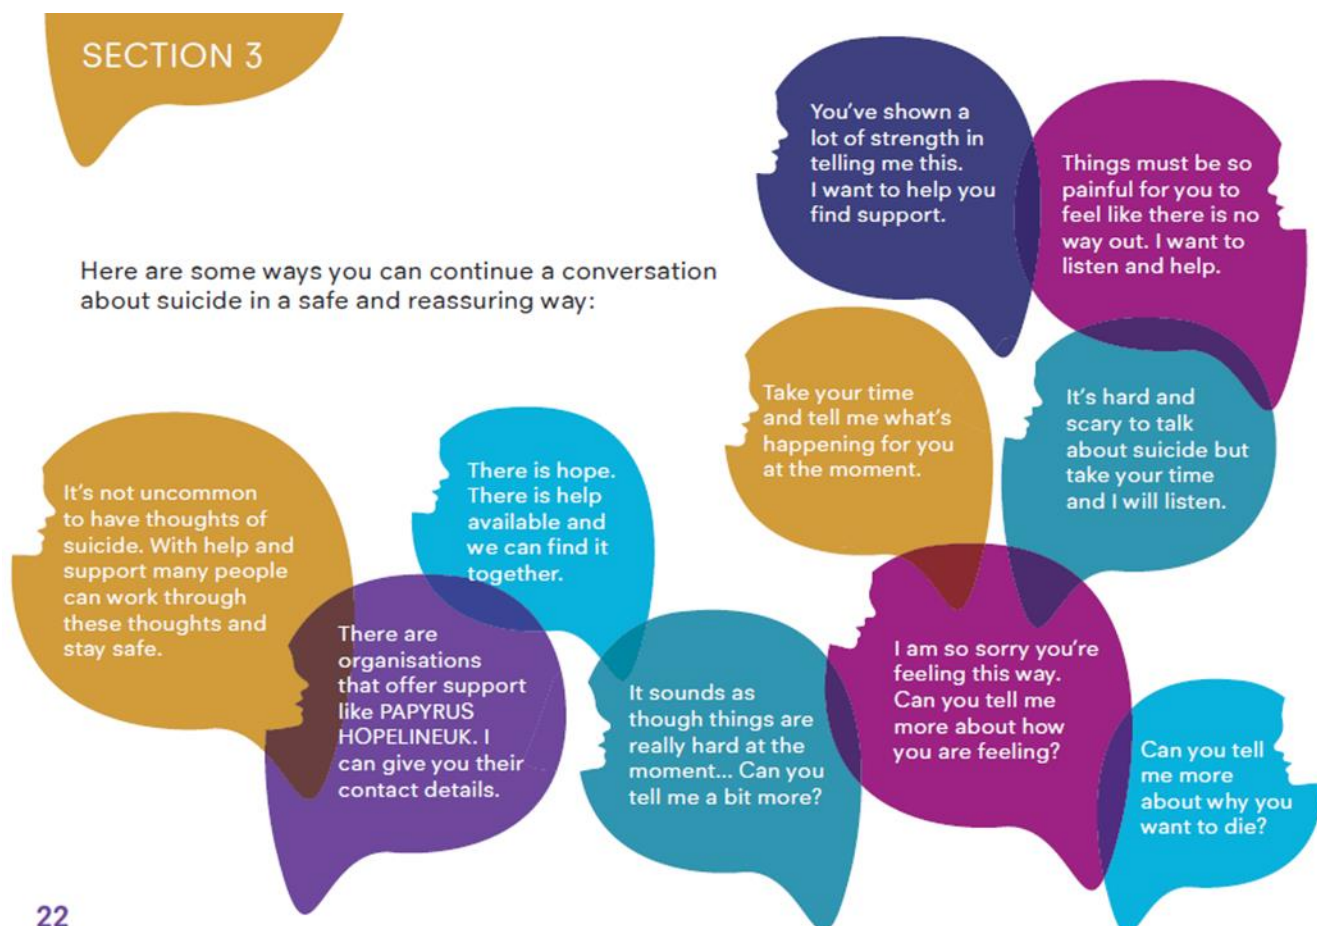 SECTION 3
Here are some ways you can continue a conversation
about suicide in a safe and reassuring way:
You've shown a
lot of strength in
telling me this.
I want to help you
find support.
Things must be so
painful for you to
feel like there is no
way out. I want to
listen and help.
Take your time
and tell me what's
happening for you
at the moment.
It's hard and
scary to talk
about suicide but
take your time
and I will listen.
It's not uncommon
to have thoughts of
suicide. With help and
support many people
can work through
these thoughts and
stay safe.
There is hope.
There is help
available and
we can find it
together.
There are
organisations
that offer support
like PAPYRUS
HOPELINEUK. I
can give you their
contact details.
It sounds as
though things are
really hard at the
moment... Can you
tell me a bit more?
I am so sorry you're
feeling this way.
Can you tell me
more about how
you are feeling?
Can you tell
me more
about why you
want to die?
22